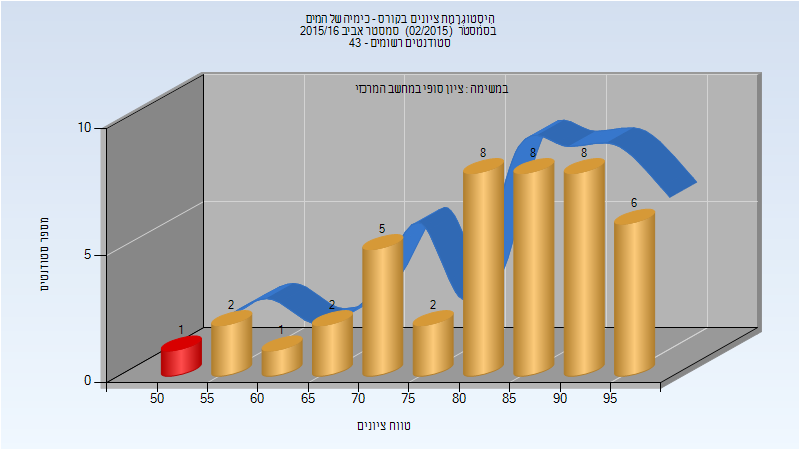 היסטוגרמת ציונים בקורס - כימיה של המים
בסמסטר (02/2015) סמסטר אביב 2015/16
סטודנטים רשומים - 43
במשימה : ציון סופי במחשב המרכזי
מספר סטודנטים
10
5
0
1
2
1
2
5
2
8
8
8
6
50 55 60 65 70 75 80 85 90 95
טווח ציונים